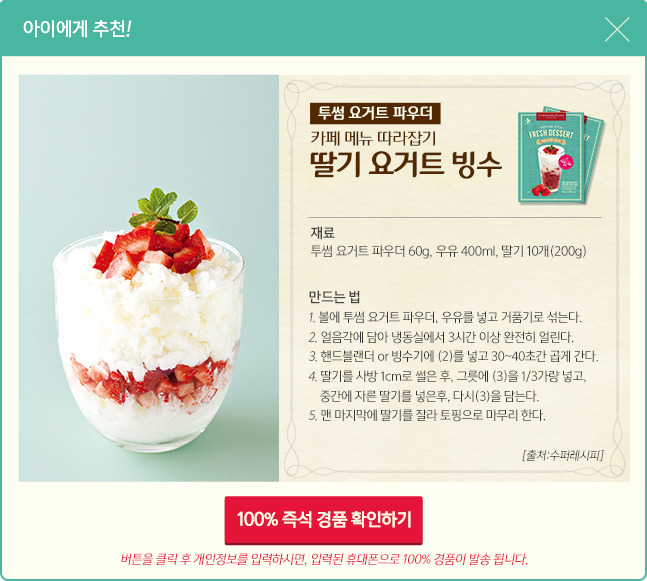 아이에게 추천!
투썸 요거트 파우더
카페 메뉴 따라잡기
딸기 요거트 빙수
FRESH DESSERT
재료
투썸 요거트 파우더 60g, 우유 400ml, 딸기 10개(200g)
만드는 법
1. 볼에 투썸 요거트 파우더, 우유를 넣고 거품기로 섞는다.
2. 얼음각에 담아 냉동실에서 3시간 이상 완전히 얼린다.
3. 핸드블랜더 or 빙수기에 (2)를 넣고 30~40초간 곱게 간다.
4. 딸기를 사방 1cm로 썰은 후, 그릇에 (3)을 1/3가량 넣고,
중간에 자른 딸기를 넣은후, 다시(3)을 담는다.
5. 맨 마지막에 딸기를 잘라 토핑으로 마무리 한다.
[출처:수퍼레시피]
100% 즉석 경품 확인하기
버튼을 클릭 후 개인정보를 입력하시면, 입력된 휴대폰으로 100% 경품이 발송 됩니다.